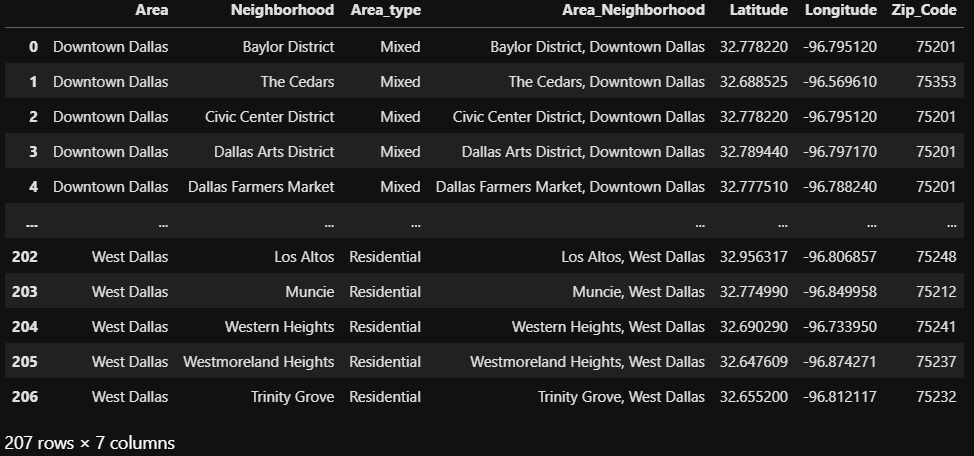 Area Neighborhood Area_type Area_Neighborhood Latitude Longitude Zip_Code
0 Downtown Dallas Baylor District Mixed Baylor District, Downtown Dallas 32.778220 -96.795120 75201
1 Downtown Dallas The Cedars Mixed The Cedars, Downtown Dallas 32.688525 -96.569610 75353
2 Downtown Dallas Civic Center District Mixed Civic Center District, Downtown Dallas 32.778220 -96.795120 75201
3 Downtown Dallas Dallas Arts District Mixed Dallas Arts District, Downtown Dallas 32.789440 -96.797170 75201
4 Downtown Dallas Dallas Farmers Market Mixed Dallas Farmers Market, Downtown Dallas 32.777510 -96.788240 75201
... ... ... ... ... ... ... ...
202 West Dallas Los Altos Residential Los Altos, West Dallas 32.956317 -96.806857 75248
203 West Dallas Muncie Residential Muncie, West Dallas 32.774990 -96.849958 75212
204 West Dallas Western Heights Residential Western Heights, West Dallas 32.690290 -96.733950 75241
205 West Dallas Westmoreland Heights Residential Westmoreland Heights, West Dallas 32.647609 -96.874271 75237
206 West Dallas Trinity Grove Residential Trinity Grove, West Dallas 32.655200 -96.812117 75232
207 rows × 7 columns